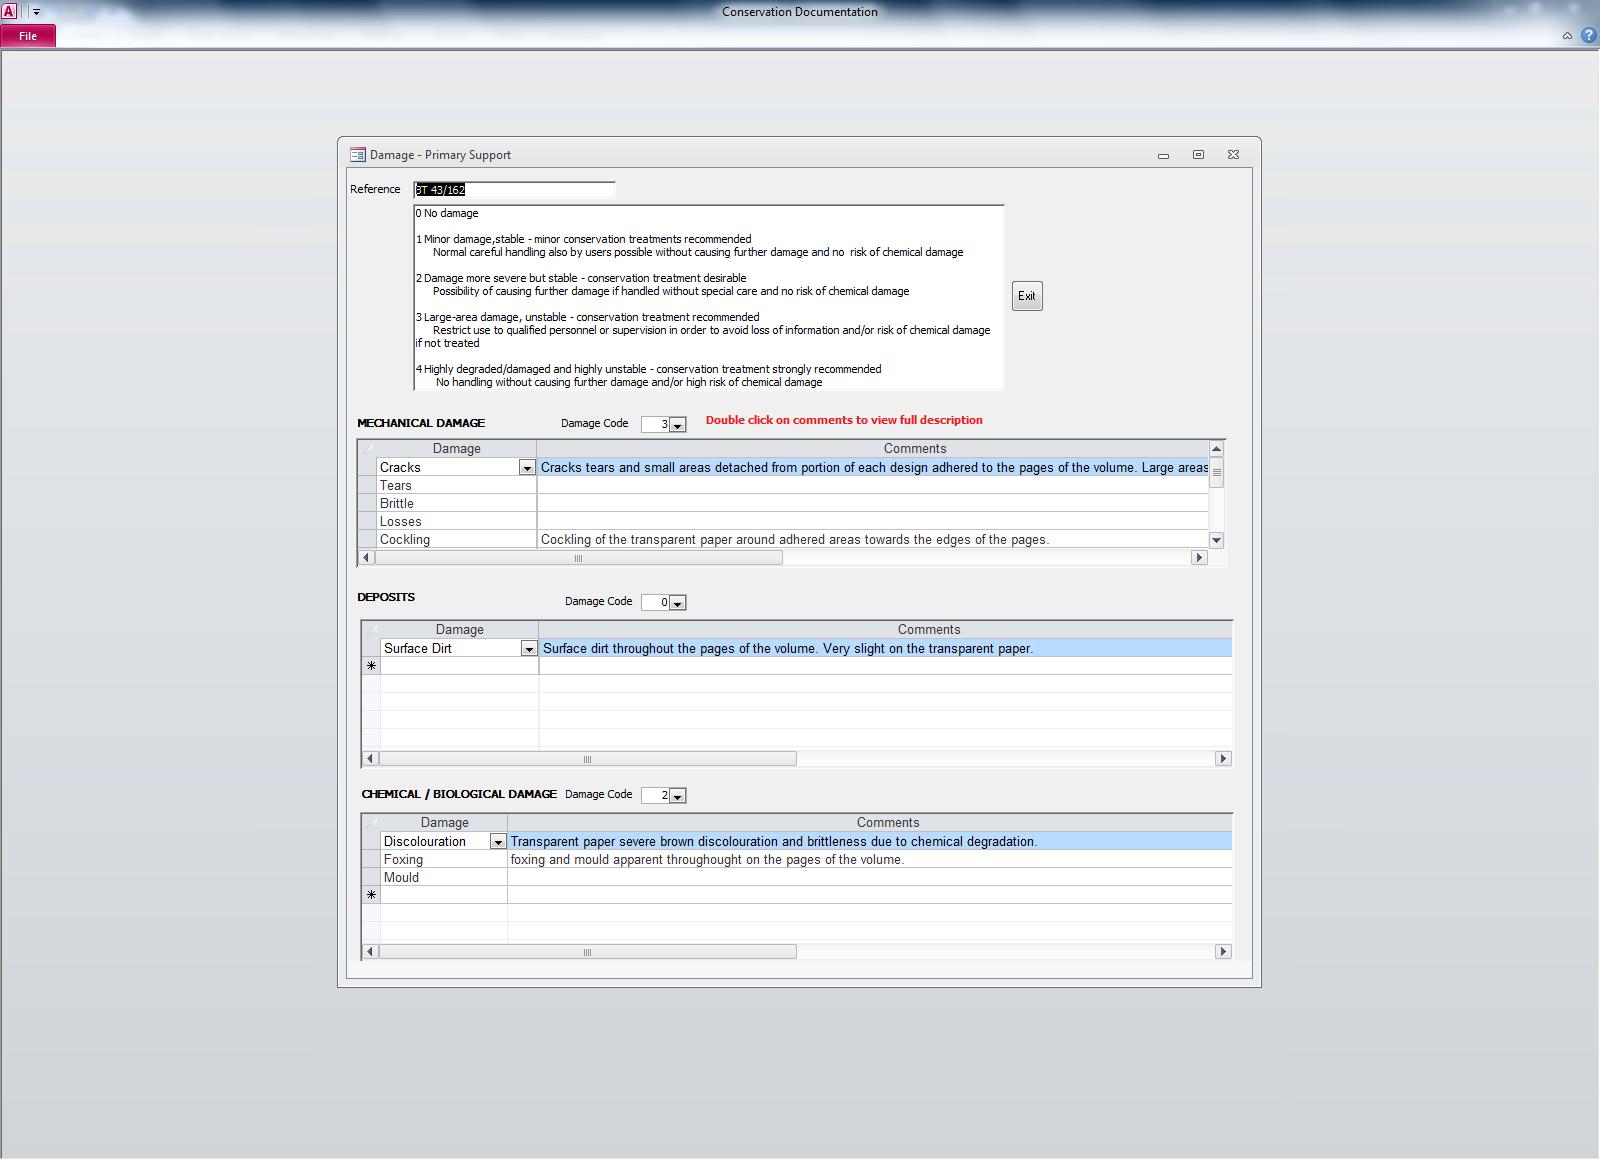 Conservation Documentation
File
Damage - Primary Support
Reference BT 43/162
0 No damage
1 Minor damage,stable - minor conservation treatments recommended
Normal careful handling also by users possible without causing further damage and no risk of chemical damage
2 Damage more severe but stable - conservation treatment desirable
Possibility of causing further damage if handled without special care and no risk of chemical damage
3 Large-area damage, unstable - conservation treatment recommended
Restrict use to qualified personnel or supervision in order to avoid loss of information and/or risk of chemical damage
if not treated
4 Highly degraded/damaged and highly unstable - conservation treatment strongly recommended
No handling without causing further damage and/or high risk of chemical damage
Exit
MECHANICAL DAMAGE Damage Code 3 Double click on comments to view full description
Damage Comments
Cracks Cracks tears and small areas detached from portion of each design adhered to the pages of the volume. Large areas
Tears
Brittle
Losses
Cockling Cockling of the transparent paper around adhered areas towards the edges of the pages.
DEPOSITS Damage Code 0
Damage Comments
Surface Dirt Surface dirt throughout the pages of the volume. Very slight on the transparent paper.
CHEMICAL / BIOLOGICAL DAMAGE Damage Code 2
Damage Comments
Discolouration Transparent paper severe brown discolouration and brittleness due to chemical degradation.
Foxing foxing and mould apparent throughought on the pages of the volume.
Mould